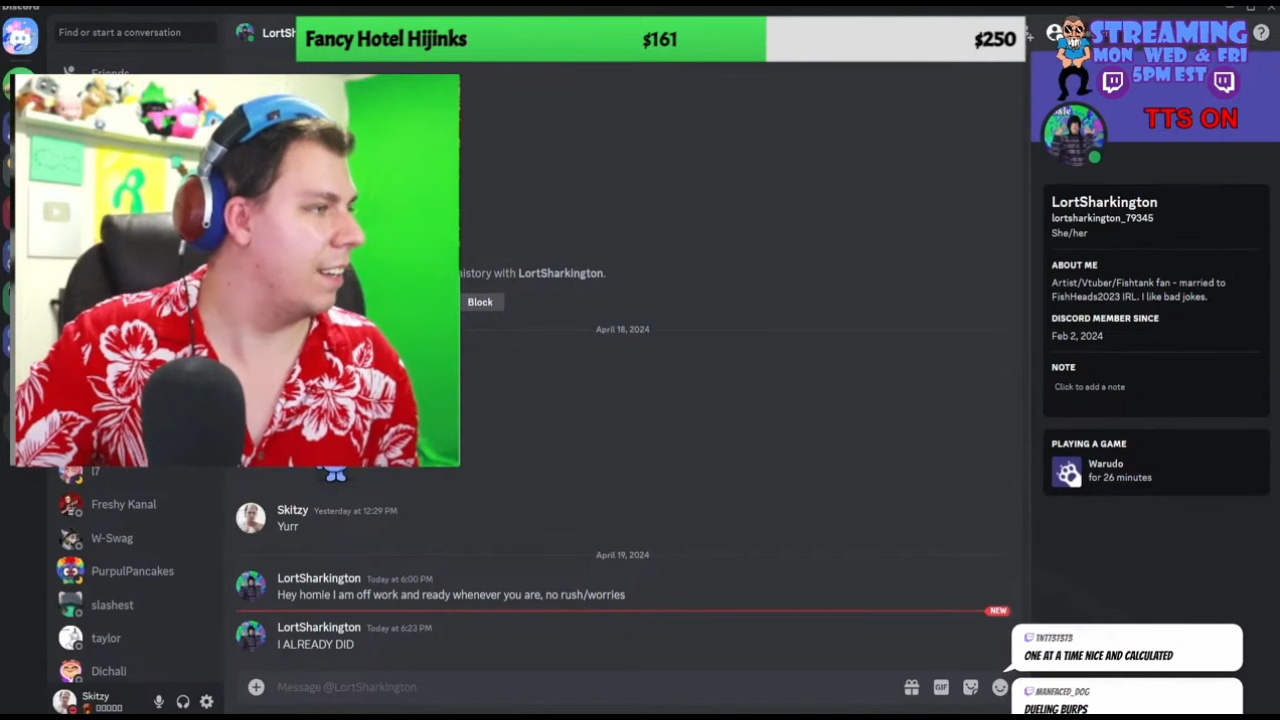 Discord
Find or start a conversation
LortSh
Fancy Hotel Hijinks
$161
$250
STREAMING
MON WED & FRI
5PM EST
TTS ON
Friends
LortSharkington
lortsharkington_79345
She/her
ABOUT ME
Artist/Vtuber/Fishtank fan - married to
FishHeads2023 IRL. I like bad jokes.
DISCORD MEMBER SINCE
Feb 2, 2024
NOTE
Click to add a note
PLAYING A GAME
Warudo
for 26 minutes
history with LortSharkington.
Block
April 18, 2024
Skitzy Yesterday at 12:29 PM
Yurr
April 19, 2024
LortSharkington Today at 6:00 PM
Hey homie I am off work and ready whenever you are, no rush/worries
NEW
LortSharkington Today at 6:23 PM
I ALREADY DID
Message @LortSharkington
GIF
17
Freshy Kanal
W-Swag
PurpulPancakes
slashest
taylor
Dichali
Skitzy
TNT737373
ONE AT A TIME NICE AND CALCULATED
MANFACED_DOG
DUELING BURPS